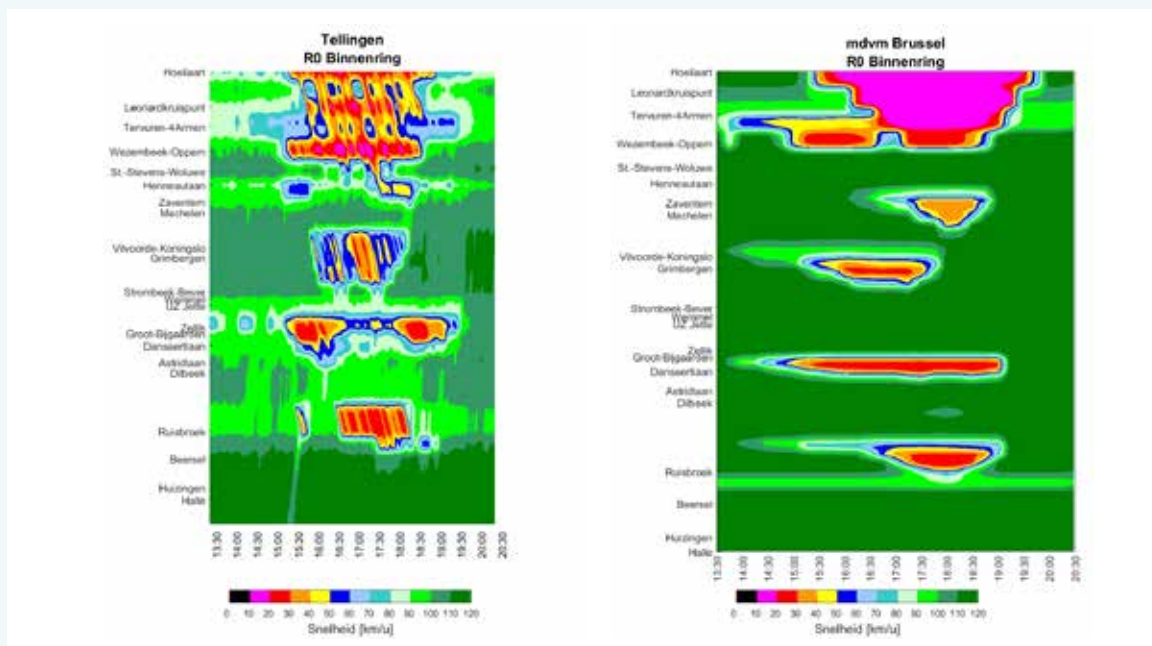 Tellingen
R0 Binnenring
Hoeilaart
Leonardkruispunt
Tervuren-4Armen
Wezembeek-Oppem
St.-Stevens-Woluwe
Henneaulaan
Zaventem
Machelen
Vilvoorde-Koningslo
Grimbergen
Strombeek-Bever
Wemmel
UZ Jette
Zellik
Groot-Bijgaarden
Dansaertlaan
Astridlaan
Dilbeek
Ruisbroek
Beersel
Huizingen
Halle
13:30 14:00 14:30 15:00 15:30 16:00 16:30 17:00 17:30 18:00 18:30 19:00 19:30 20:00 20:30
0 10 20 30 40 50 60 70 80 90 100 110 120
Snelheid [km/u]
mdvm Brussel
R0 Binnenring
Hoeilaart
Leonardkruispunt
Tervuren-4Armen
Wezembeek-Oppem
St.-Stevens-Woluwe
Henneaulaan
Zaventem
Machelen
Vilvoorde-Koningslo
Grimbergen
Strombeek-Bever
Wemmel
UZ Jette
Zellik
Groot-Bijgaarden
Dansaertlaan
Astridlaan
Dilbeek
Ruisbroek
Beersel
Huizingen
Halle
13:30 14:00 14:30 15:00 15:30 16:00 16:30 17:00 17:30 18:00 18:30 19:00 19:30 20:00 20:30
0 10 20 30 40 50 60 70 80 90 100 110 120
Snelheid [km/u]